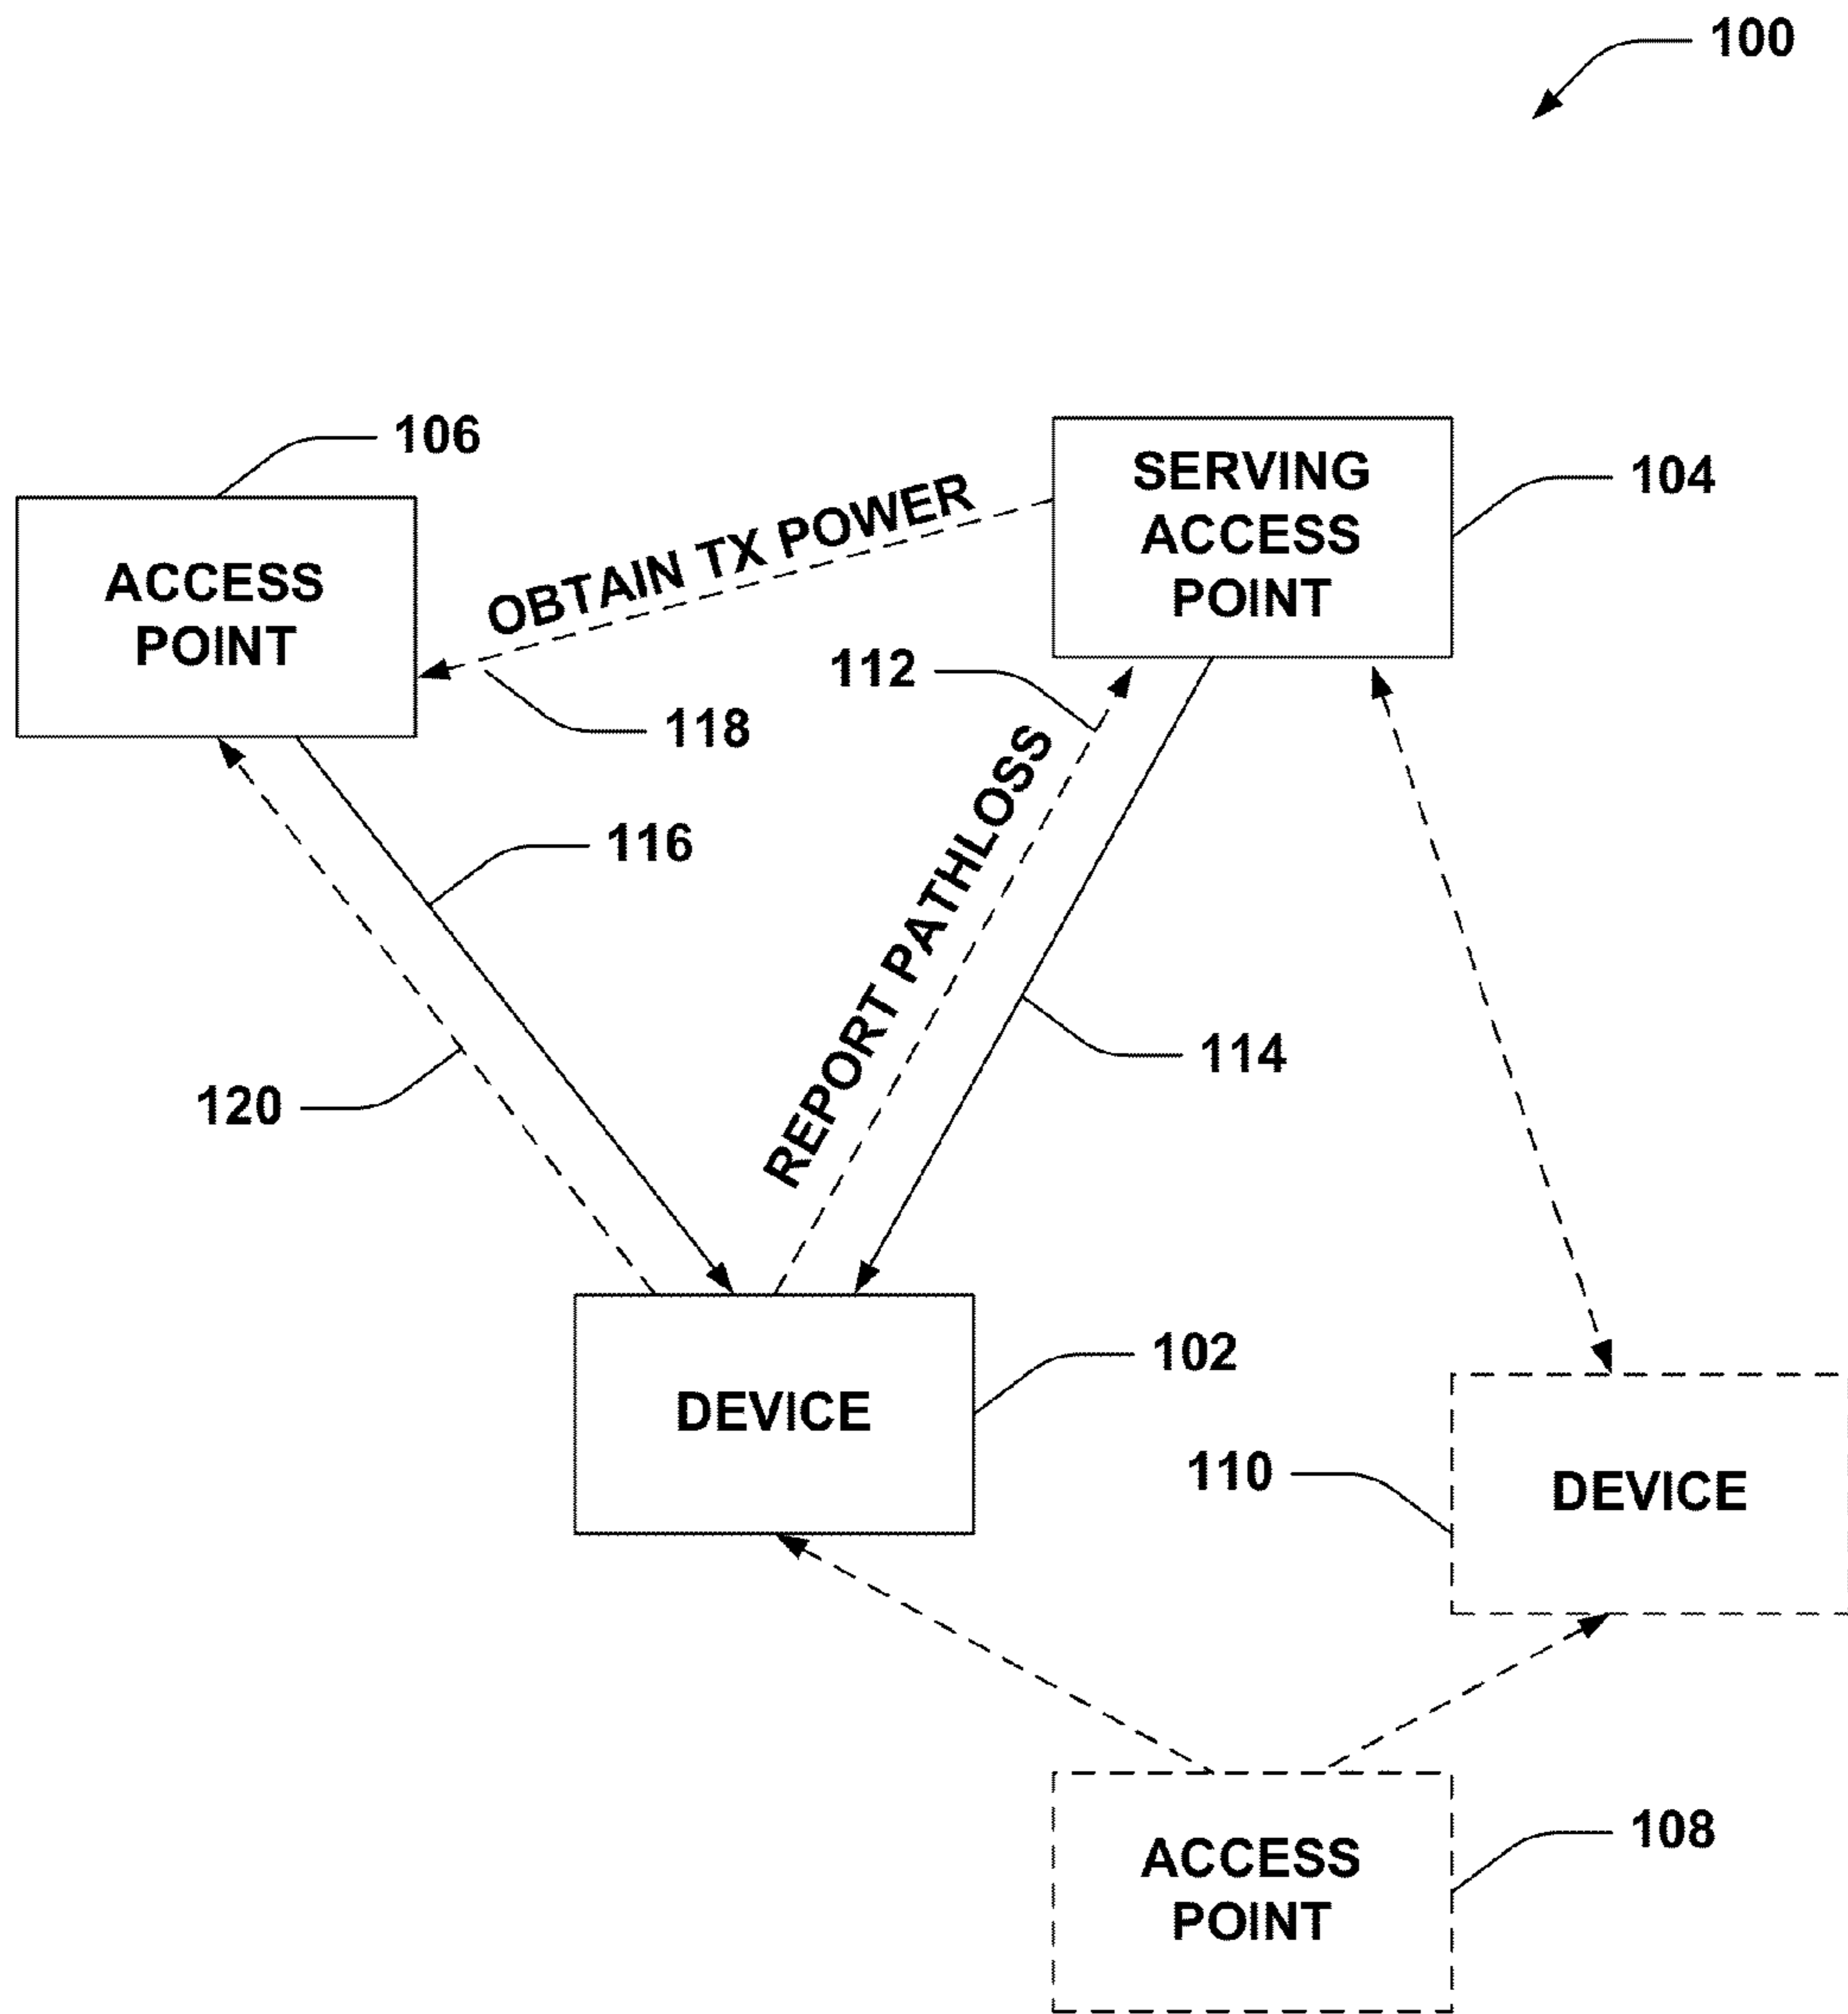 100
106
ACCESS
POINT
SERVING
ACCESS
POINT
104
OBTAIN TX POWER
118
112
REPORT PATHLOSS
116
114
120
102
DEVICE
110
DEVICE
108
ACCESS
POINT